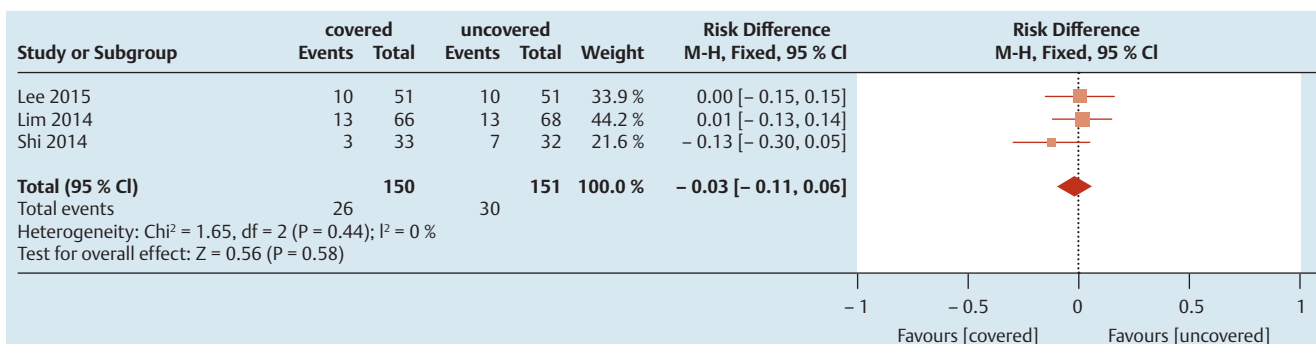 covered uncovered Risk Difference Risk Difference
Study or Subgroup Events Total Events Total Weight M-H, Fixed, 95 % Cl M-H, Fixed, 95 % Cl
Lee 2015 10 51 10 51 33.9 % 0.00 [– 0.15, 0.15]
Lim 2014 13 66 13 68 44.2 % 0.01 [– 0.13, 0.14]
Shi 2014 3 33 7 32 21.6 % – 0.13 [– 0.30, 0.05]
Total (95 % Cl) 150 151 100.0 % – 0.03 [– 0.11, 0.06]
Total events 26 30
Heterogeneity: Chi² = 1.65, df = 2 (P = 0.44); l² = 0 %
Test for overall effect: Z = 0.56 (P = 0.58)
– 1 – 0.5 0 0.5 1
Favours [covered] Favours [uncovered]